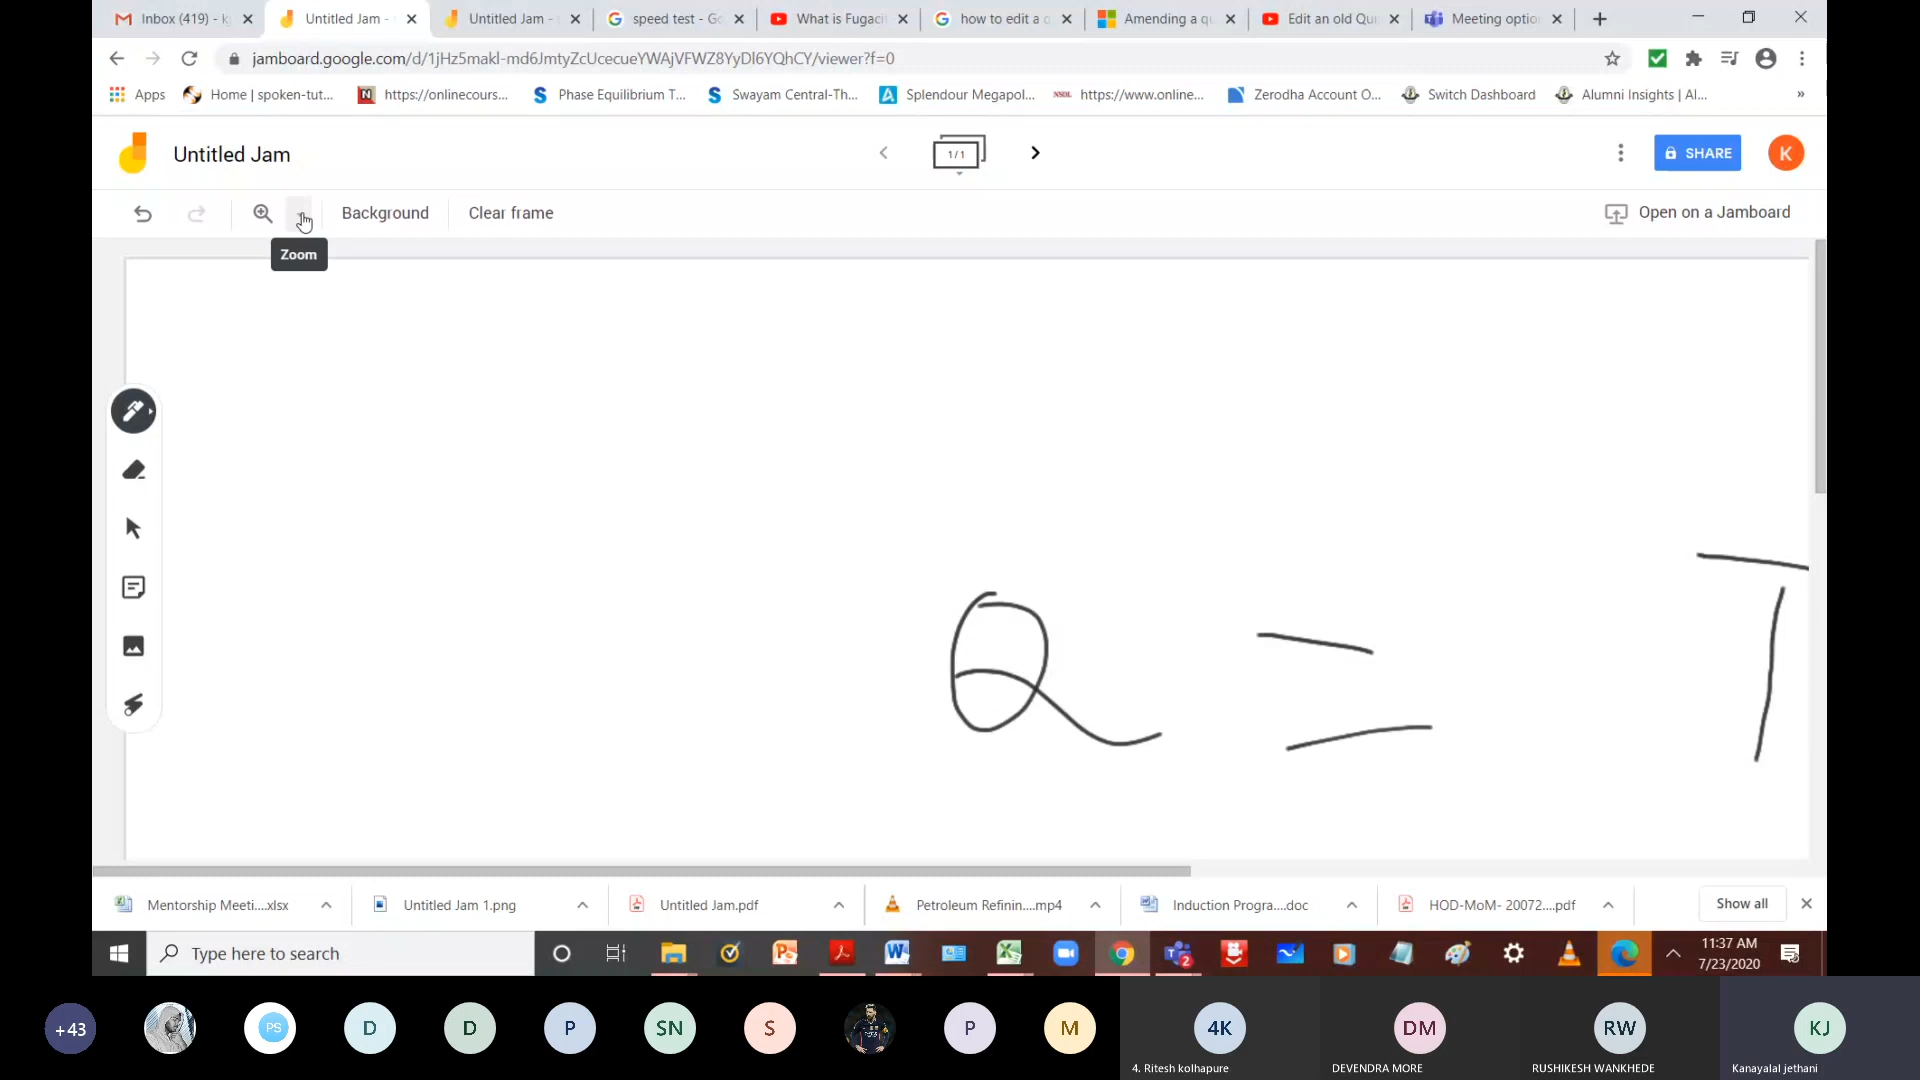 Inbox (419) - k
Untitled Jam -
Untitled Jam -
speed test - Go
What is Fugaci
how to edit a q
Amending a qu
Edit an old Qui
Meeting optio
jamboard.google.com/d/1jHz5makl-md6JmtyZcUcecueYWAjVFWZ8YyDl6YQhCY/viewer?f=0
Apps
Home | spoken-tut...
https://onlinecours...
Phase Equilibrium T...
Swayam Central-Th...
Splendour Megapol...
https://www.online...
Zerodha Account O...
Switch Dashboard
Alumni Insights | Al...
»
Untitled Jam
1/1
SHARE
K
Background
Clear frame
Open on a Jamboard
Zoom
Q = T
Mentorship Meeti....xlsx
Untitled Jam 1.png
Untitled Jam.pdf
Petroleum Refinin....mp4
Induction Progra....doc
HOD-MoM- 20072....pdf
Show all
Type here to search
11:37 AM
7/23/2020
+43
PS
D
D
P
SN
S
P
M
4K
DM
RW
KJ
4. Ritesh kolhapure
DEVENDRA MORE
RUSHIKESH WANKHEDE
Kanayalal jethani